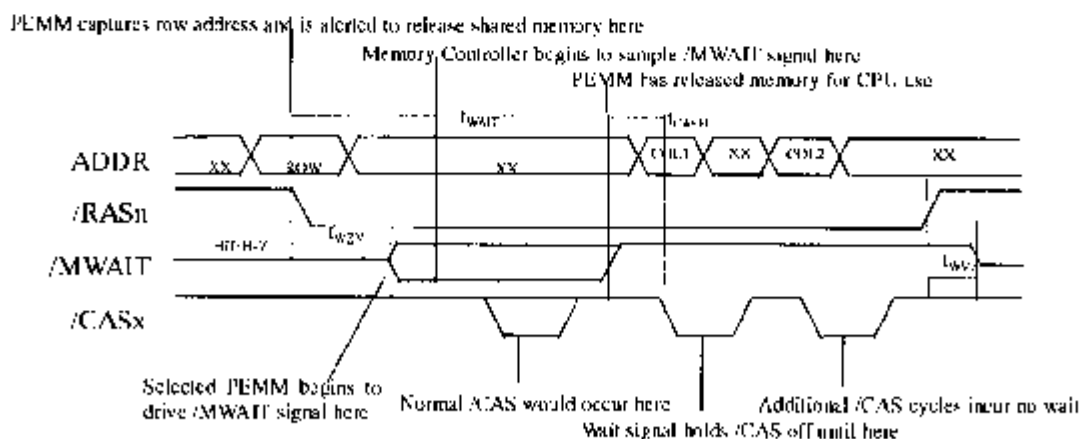 PEMM captures row address and is alerted to release shared memory here
Memory Controller begins to sample /MWAIT signal here
PEMM has released memory for CPU use
tWAIT
ADDR
XX
ROW
XX
COL1
XX
COL2
XX
/RASn
tWZV
HIGH-Z
/MWAIT
/CASx
Selected PEMM begins to
drive /MWAIT signal here
Normal /CAS would occur here
Additional /CAS cycles incur no wait
Wait signal holds /CAS off until here